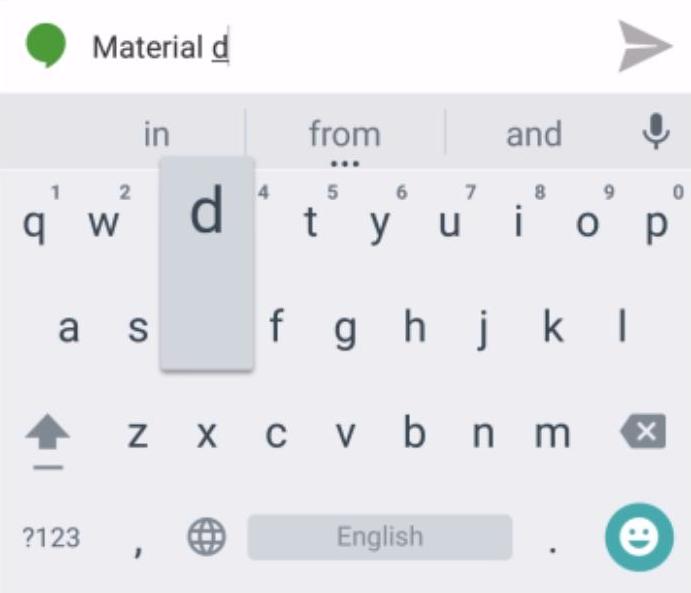 Material d
in from and
1 2 4 5 6 7 8 9 0
q w d t y u i o p
a s f g h j k l
z x c v b n m
?123 , English .